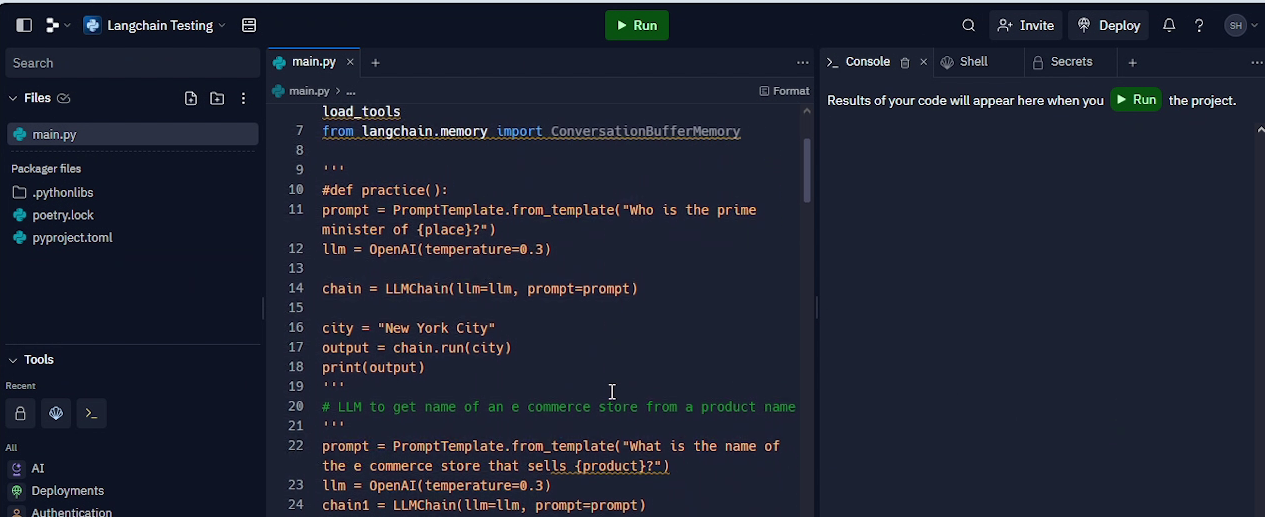 Langchain Testing
Run
Invite
Deploy
SH
Search
Files
main.py
Packager files
.pythonlibs
poetry.lock
pyproject.toml
Tools
Recent
All
AI
Deployments
Authentication
main.py
main.py > ...
Format
load_tools
7 from langchain.memory import ConversationBufferMemory
8
9 '''
10 #def practice():
11 prompt = PromptTemplate.from_template("Who is the prime
minister of {place}?")
12 llm = OpenAI(temperature=0.3)
13
14 chain = LLMChain(llm=llm, prompt=prompt)
15
16 city = "New York City"
17 output = chain.run(city)
18 print(output)
19 '''
20 # LLM to get name of an e commerce store from a product name
21 '''
22 prompt = PromptTemplate.from_template("What is the name of
the e commerce store that sells {product}?")
23 llm = OpenAI(temperature=0.3)
24 chain1 = LLMChain(llm=llm, prompt=prompt)
Console
Shell
Secrets
Results of your code will appear here when you Run the project.